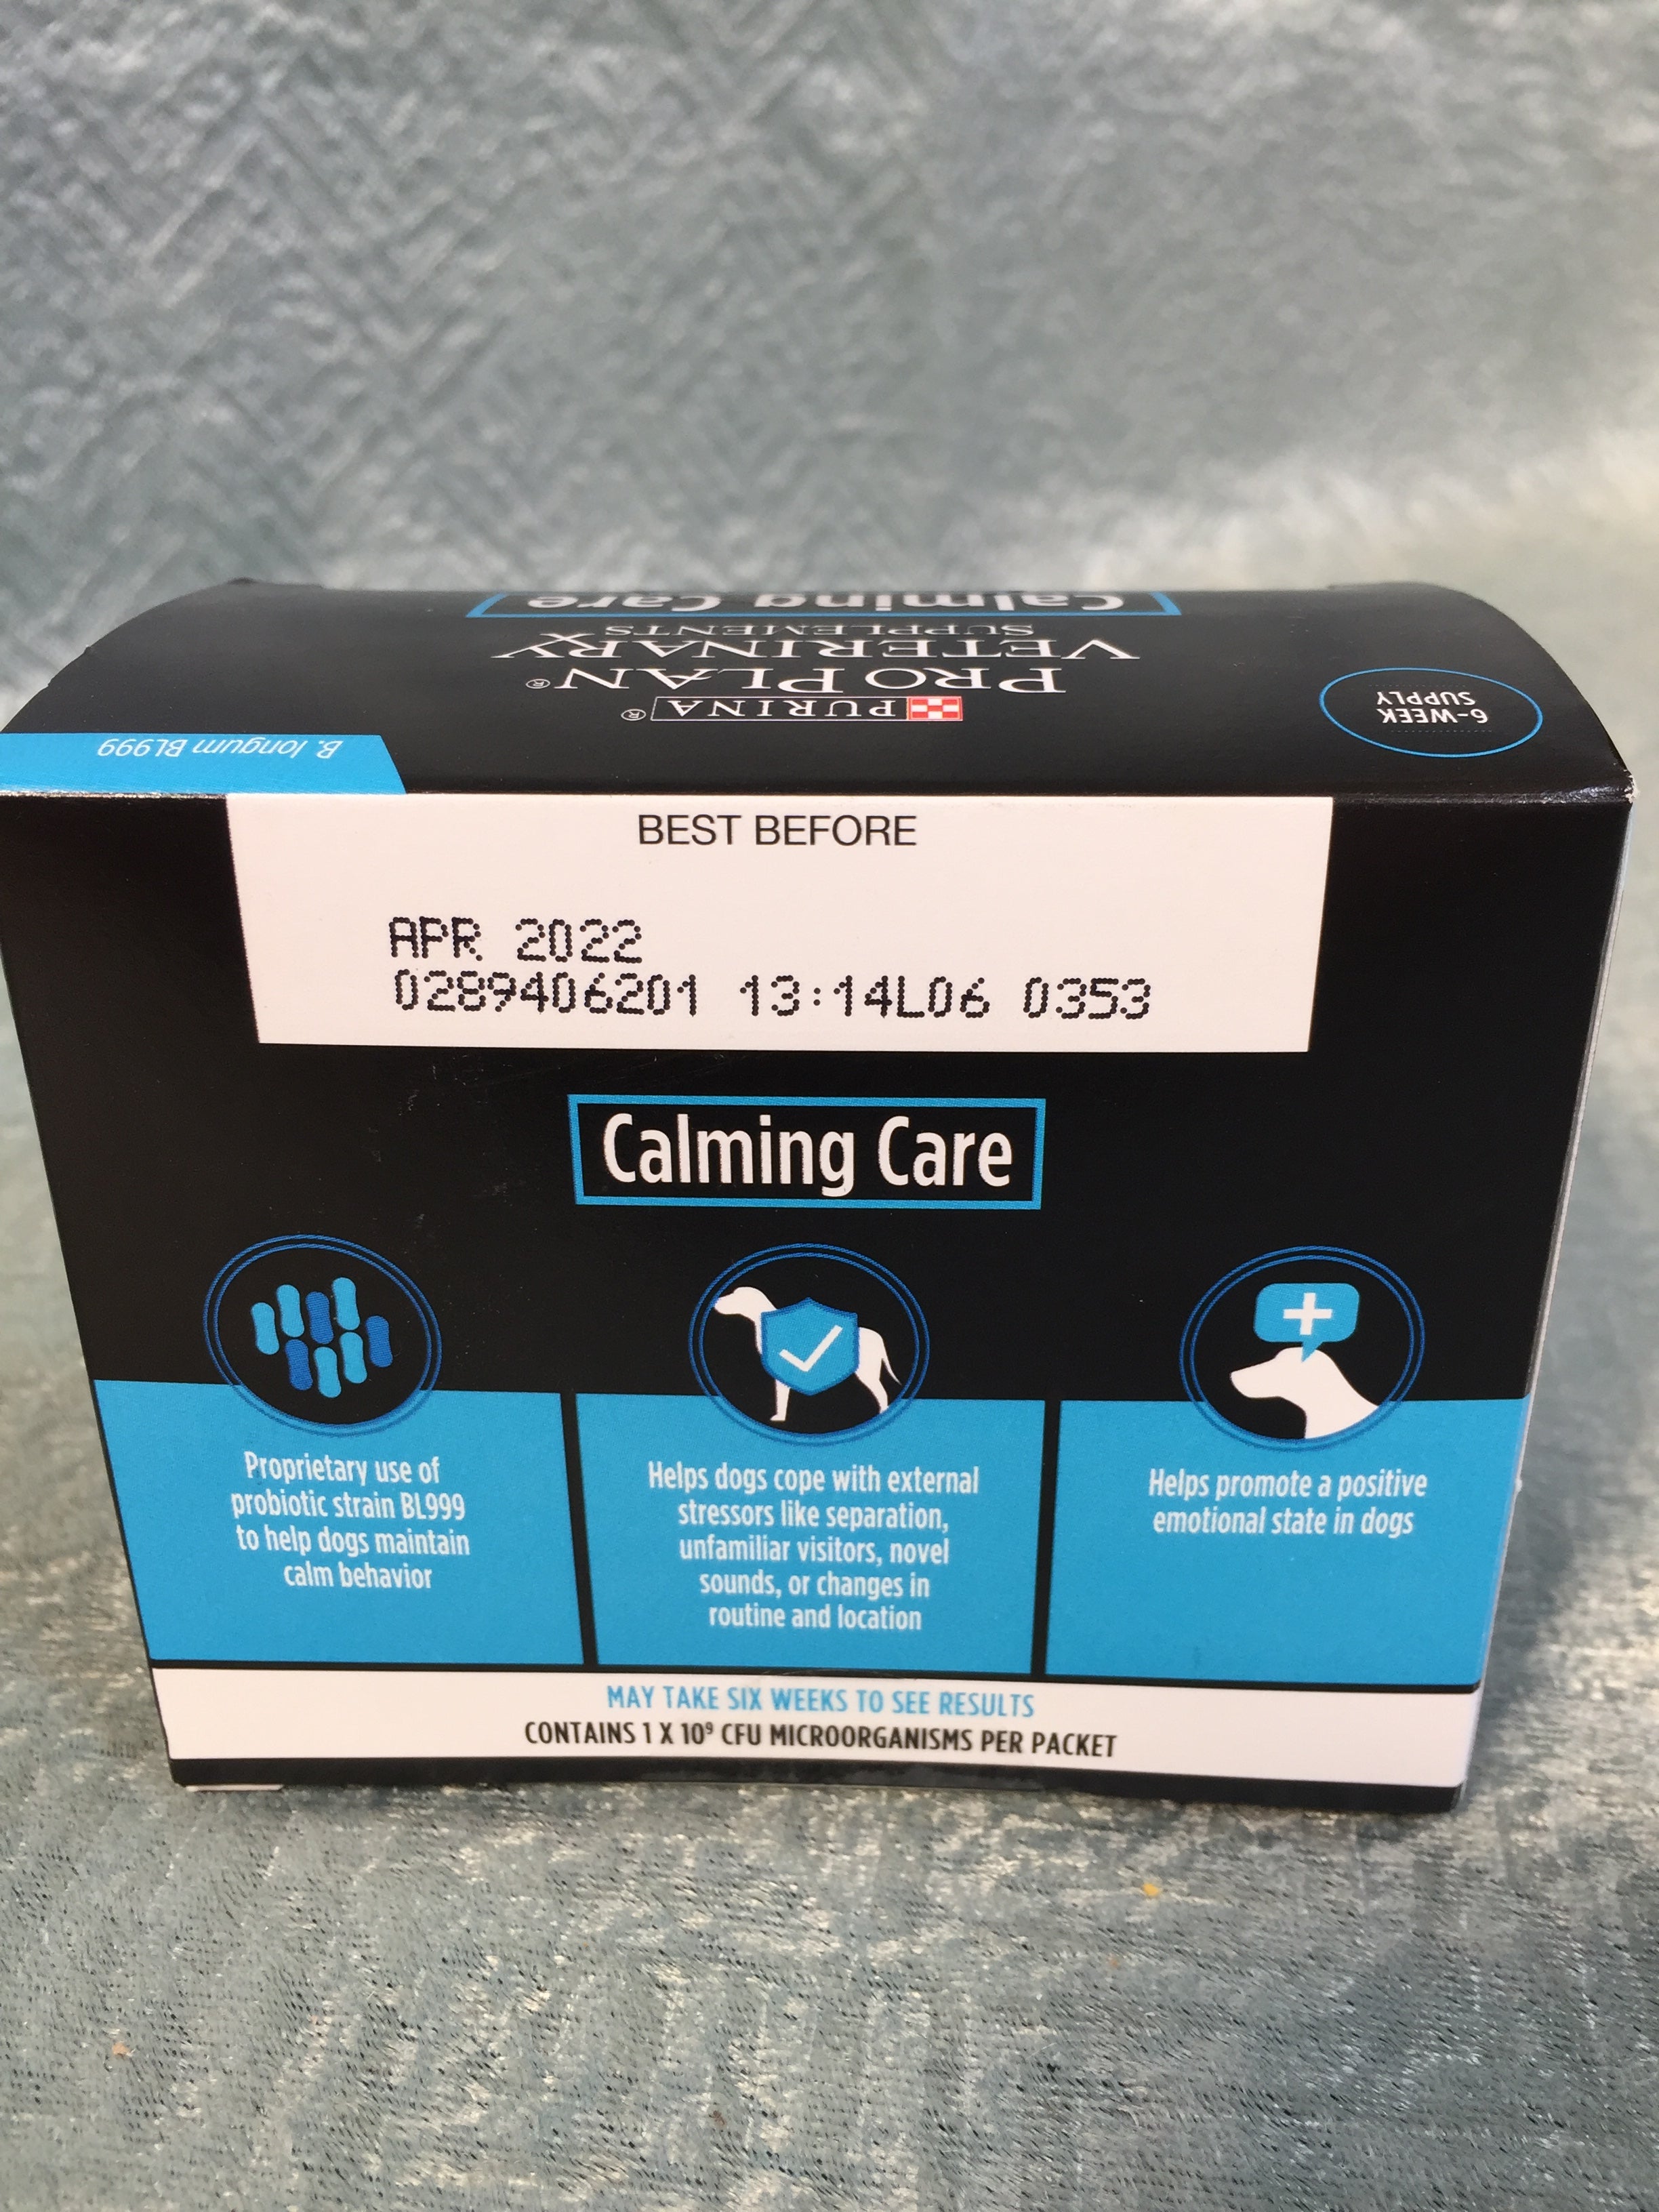 Calming Care
SUPPLEMENTS
VETERINARY
PRO PLAN®
PURINA®
6-WEEK
SUPPLY
B. longum BL999
BEST BEFORE
APR 2022
0289406201 13:14L06 0353
Calming Care
Proprietary use of
probiotic strain BL999
to help dogs maintain
calm behavior
Helps dogs cope with external
stressors like separation,
unfamiliar visitors, novel
sounds, or changes in
routine and location
Helps promote a positive
emotional state in dogs
MAY TAKE SIX WEEKS TO SEE RESULTS
CONTAINS 1 X 10⁹ CFU MICROORGANISMS PER PACKET